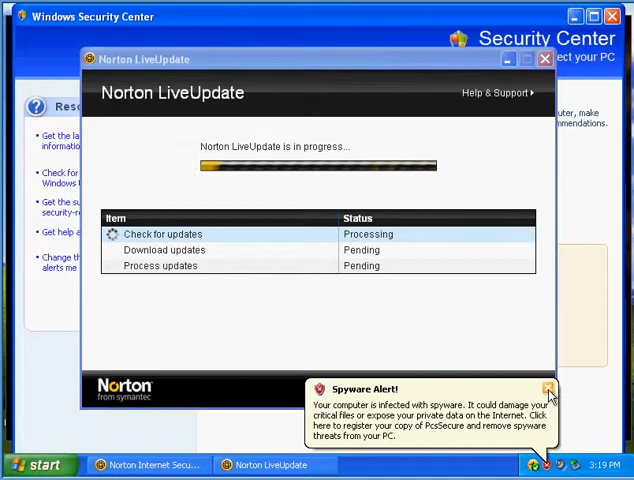 Windows Security Center
Security Center
ect your PC
Norton LiveUpdate
Norton LiveUpdate
Help & Support
Reso
uter, make
mmendations.
Get the la
information
Check for
Windows U
Get the su
security-re
Get help a
Change th
alerts me
Norton LiveUpdate is in progress...
Item Status
Check for updates Processing
Download updates Pending
Process updates Pending
Norton
from symantec
Spyware Alert!
Your computer is infected with spyware. It could damage your
critical files or expose your private data on the Internet. Click
here to register your copy of PcsSecure and remove spyware
threats from your PC.
start
Norton Internet Secu...
Norton LiveUpdate
3:19 PM